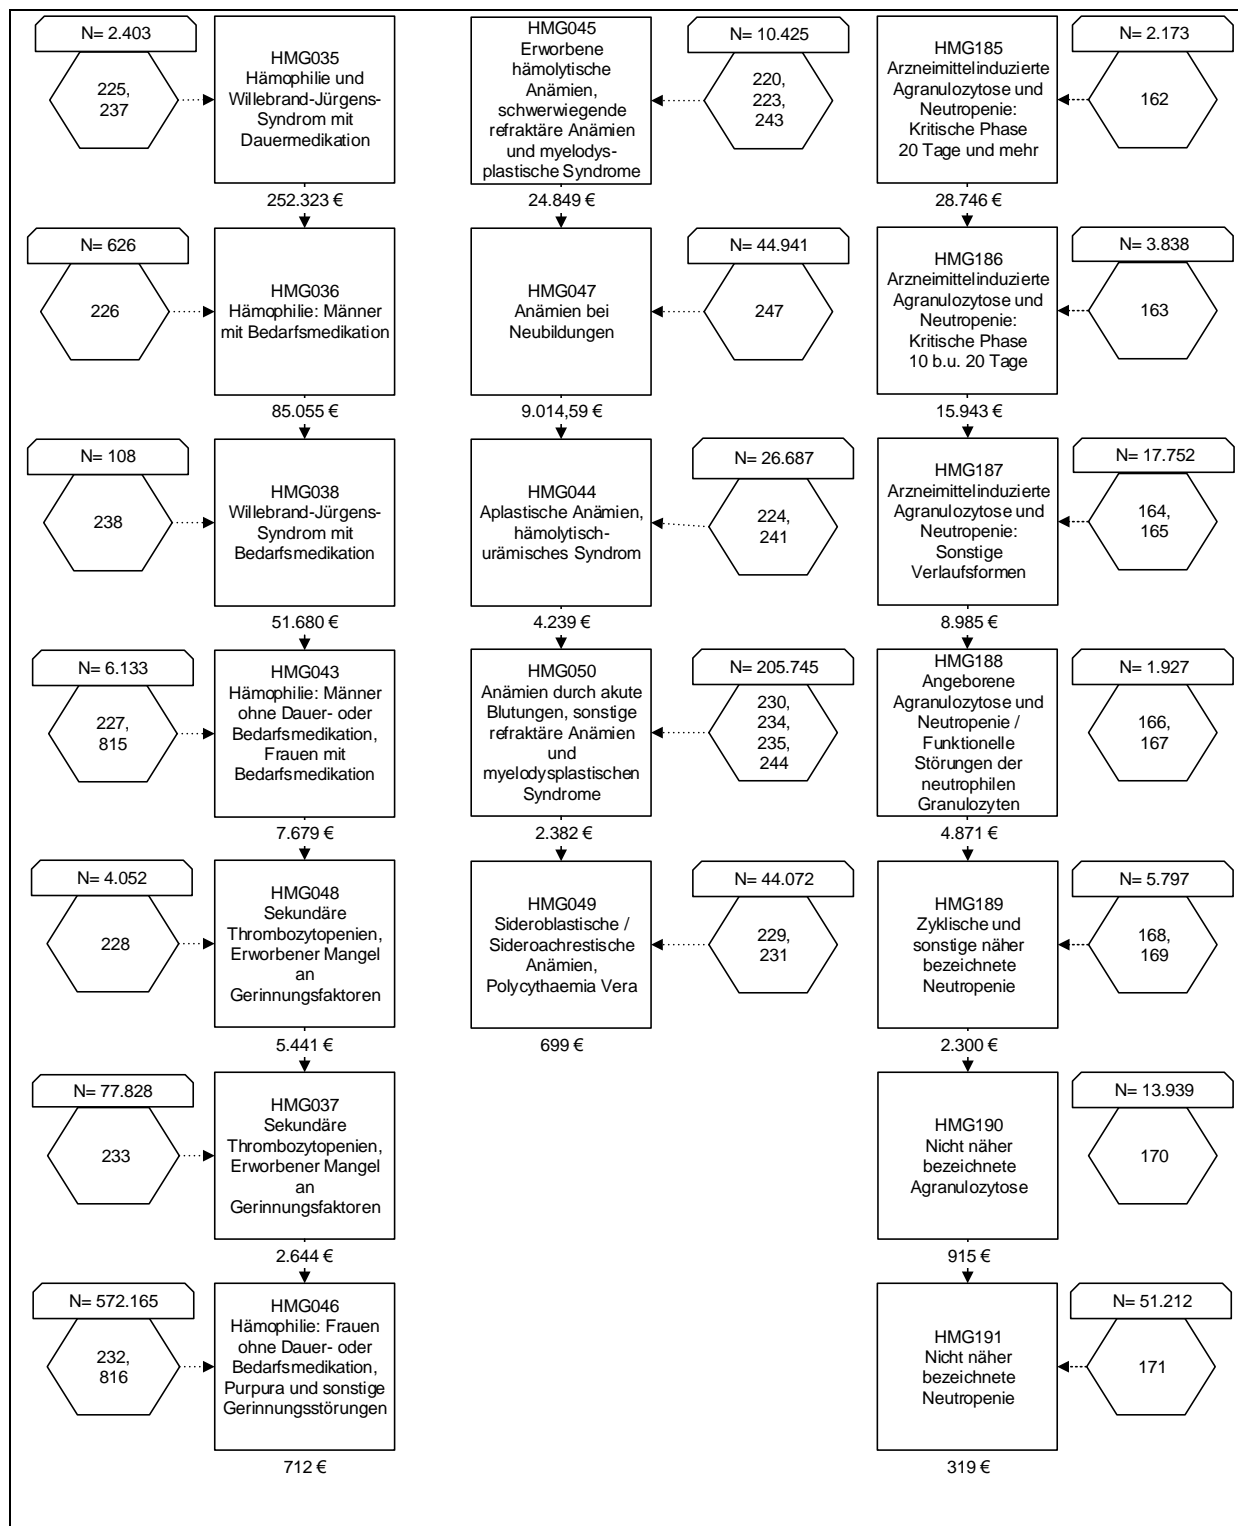 N= 2.403
225,
237
HMG035
Hämophilie und
Willebrand-Jürgens-
Syndrom mit
Dauermedikation
252.323 €
N= 626
226
HMG036
Hämophilie: Männer
mit Bedarfsmedikation
85.055 €
N= 108
238
HMG038
Willebrand-Jürgens-
Syndrom mit
Bedarfsmedikation
51.680 €
N= 6.133
227,
815
HMG043
Hämophilie: Männer
ohne Dauer- oder
Bedarfsmedikation,
Frauen mit
Bedarfsmedikation
7.679 €
N= 4.052
228
HMG048
Sekundäre
Thrombozytopenien,
Erworbener Mangel
an
Gerinnungsfaktoren
5.441 €
N= 77.828
233
HMG037
Sekundäre
Thrombozytopenien,
Erworbener Mangel
an
Gerinnungsfaktoren
2.644 €
N= 572.165
232,
816
HMG046
Hämophilie: Frauen
ohne Dauer- oder
Bedarfsmedikation,
Purpura und sonstige
Gerinnungsstörungen
712 €
HMG045
Erworbene
hämolytische
Anämien,
schwerwiegende
refraktäre Anämien
und myelodys-
plastische Syndrome
N= 10.425
220,
223,
243
24.849 €
HMG047
Anämien bei
Neubildungen
N= 44.941
247
9.014,59 €
HMG044
Aplastische Anämien,
hämolytisch-
urämisches Syndrom
N= 26.687
224,
241
4.239 €
HMG050
Anämien durch akute
Blutungen, sonstige
refraktäre Anämien
und
myelodysplastischen
Syndrome
N= 205.745
230,
234,
235,
244
2.382 €
HMG049
Sideroblastische /
Sideroachrestische
Anämien,
Polycythaemia Vera
N= 44.072
229,
231
699 €
HMG185
Arzneimittelinduzierte
Agranulozytose und
Neutropenie:
Kritische Phase
20 Tage und mehr
N= 2.173
162
28.746 €
HMG186
Arzneimittelinduzierte
Agranulozytose und
Neutropenie:
Kritische Phase
10 b.u. 20 Tage
N= 3.838
163
15.943 €
HMG187
Arzneimittelinduzierte
Agranulozytose und
Neutropenie:
Sonstige
Verlaufsformen
N= 17.752
164,
165
8.985 €
HMG188
Angeborene
Agranulozytose und
Neutropenie /
Funktionelle
Störungen der
neutrophilen
Granulozyten
N= 1.927
166,
167
4.871 €
HMG189
Zyklische und
sonstige näher
bezeichnete
Neutropenie
N= 5.797
168,
169
2.300 €
HMG190
Nicht näher
bezeichnete
Agranulozytose
N= 13.939
170
915 €
HMG191
Nicht näher
bezeichnete
Neutropenie
N= 51.212
171
319 €